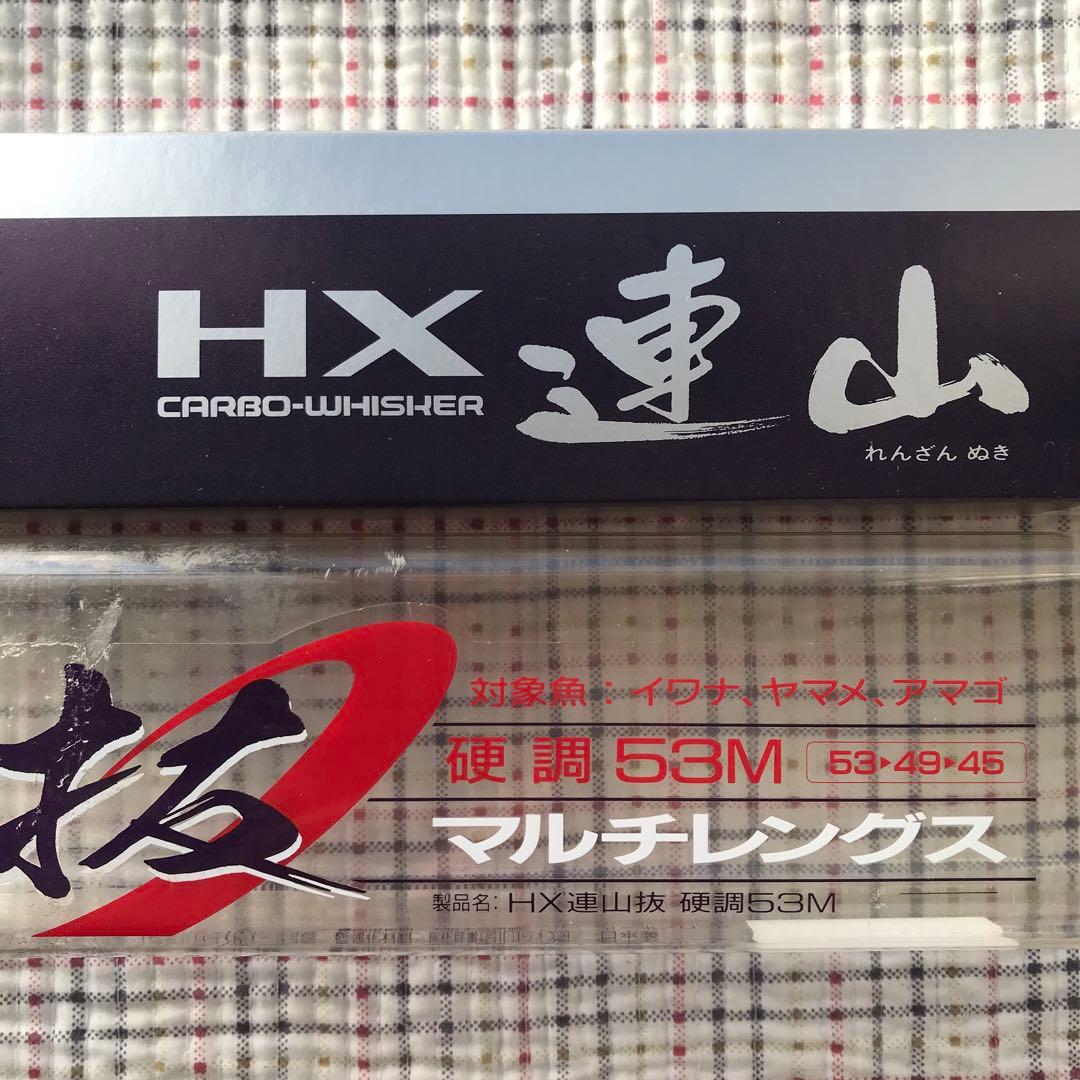 HX 連山
CARBO-WHISKER
れんざん ぬき
抜
対象魚：イワナ、ヤマメ、アマゴ
硬調 53M 53▸49▸45
マルチレングス
製品名：HX連山抜 硬調53M